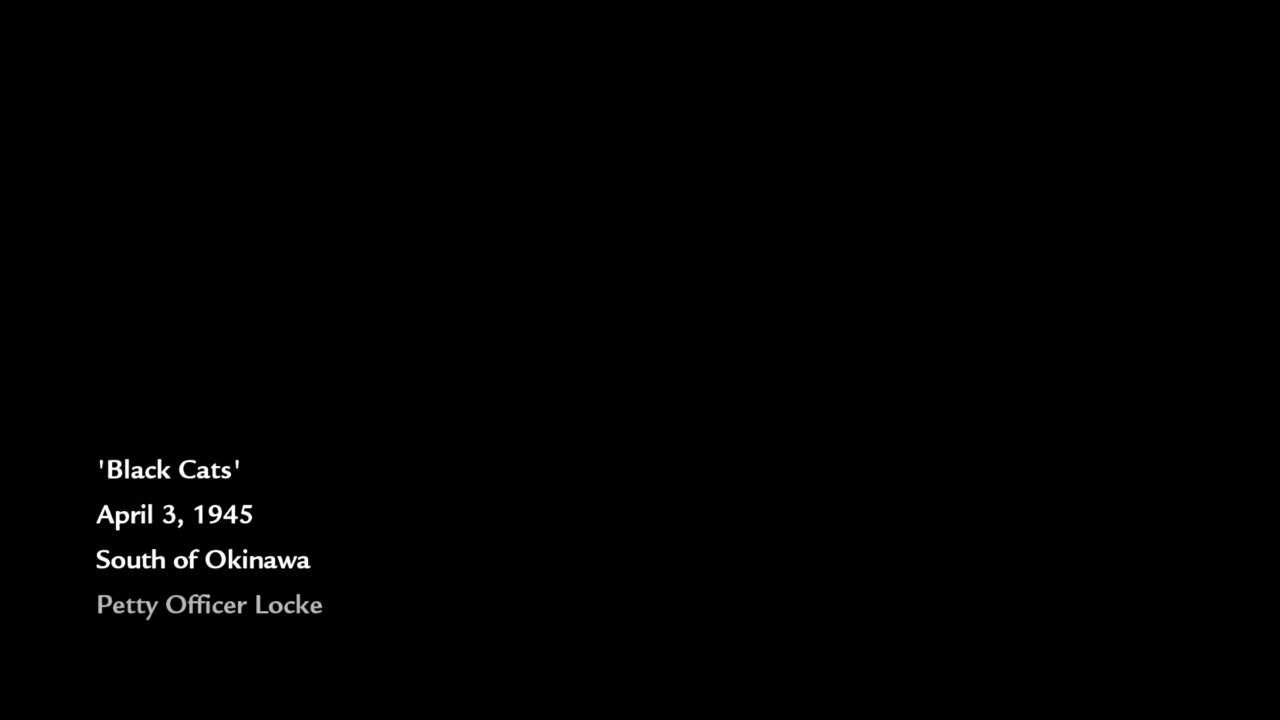 'Black Cats'
April 3, 1945
South of Okinawa
Petty Officer Locke